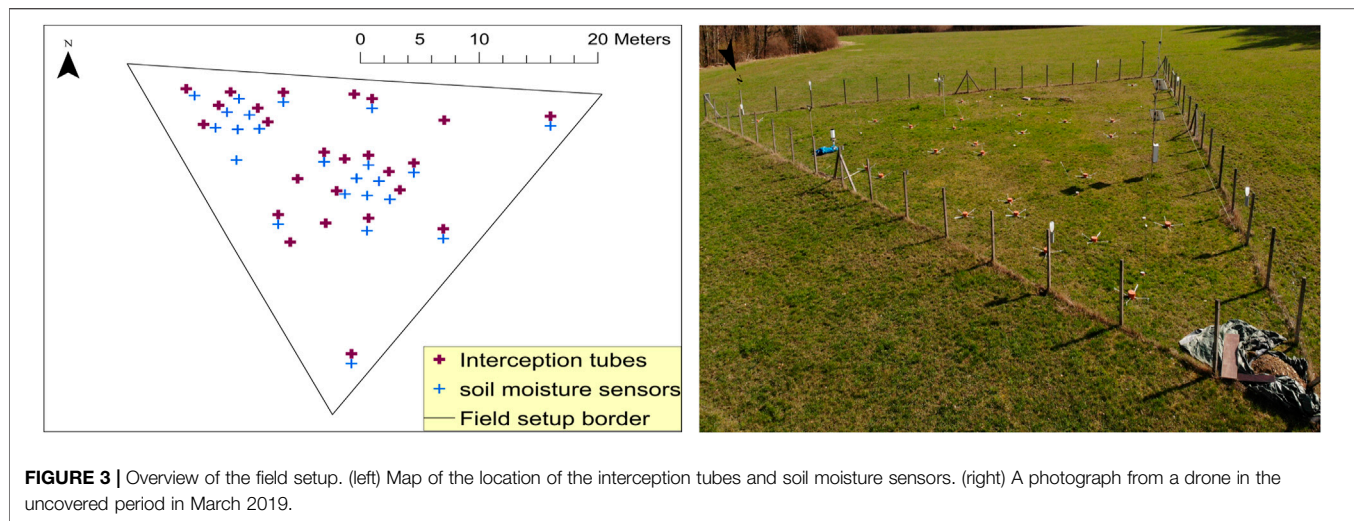 N
0 5 10 20 Meters
Interception tubes
soil moisture sensors
Field setup border
FIGURE 3 | Overview of the field setup. (left) Map of the location of the interception tubes and soil moisture sensors. (right) A photograph from a drone in the
uncovered period in March 2019.